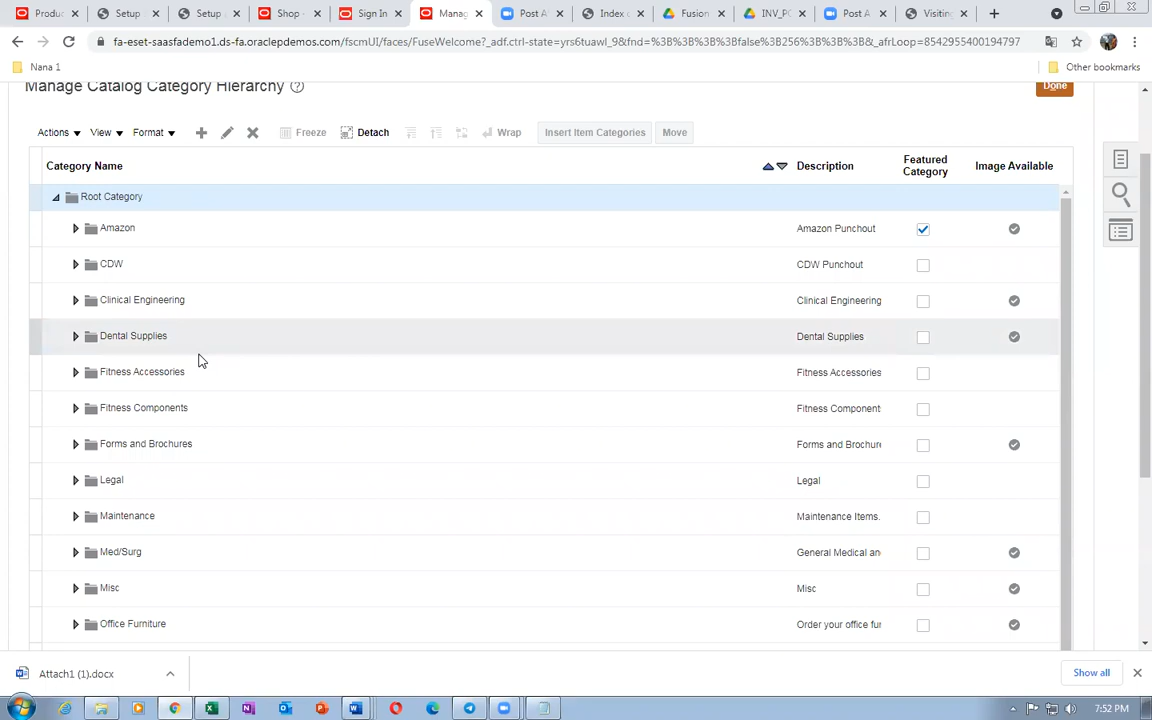 Produc
Setup
Setup
Shop
Sign In
Manag
Post A
Index
Fusion
INV_PO
Post A
Visiting
fa-eset-saasfademo1.ds-fa.oraclepdemos.com/fscmUI/faces/FuseWelcome?_adf.ctrl-state=yrs6tuawl_9&fnd=%3B%3B%3B%3Bfalse%3B256%3B%3B%3B&_afrLoop=8542955400194797
Nana 1
Other bookmarks
Manage Catalog Category Hierarchy
Done
Actions View Format Freeze Detach Wrap Insert Item Categories Move
Category Name Description Featured Category Image Available
Root Category
Amazon Amazon Punchout
CDW CDW Punchout
Clinical Engineering Clinical Engineering
Dental Supplies Dental Supplies
Fitness Accessories Fitness Accessories
Fitness Components Fitness Component
Forms and Brochures Forms and Brochure
Legal Legal
Maintenance Maintenance Items.
Med/Surg General Medical an
Misc Misc
Office Furniture Order your office fur
Attach1 (1).docx
Show all
7:52 PM